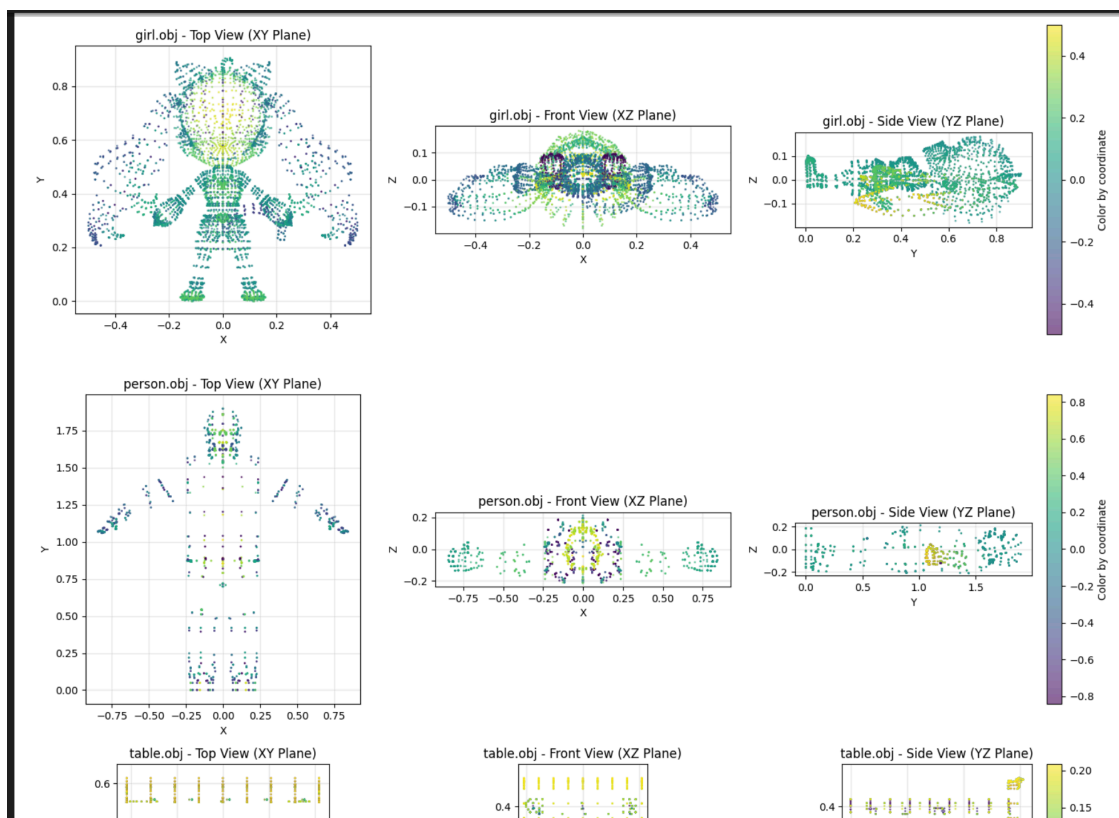 girl.obj - Top View (XY Plane)
0.8
0.6
0.4
0.2
0.0
Y
−0.4 −0.2 0.0 0.2 0.4
X
girl.obj - Front View (XZ Plane)
0.1
0.0
−0.1
Z
−0.4 −0.2 0.0 0.2 0.4
X
girl.obj - Side View (YZ Plane)
0.1
0.0
−0.1
Z
0.0 0.2 0.4 0.6 0.8
Y
0.4
0.2
0.0
−0.2
−0.4
Color by coordinate
person.obj - Top View (XY Plane)
1.75
1.50
1.25
1.00
0.75
0.50
0.25
0.00
Y
−0.75 −0.50 −0.25 0.00 0.25 0.50 0.75
X
person.obj - Front View (XZ Plane)
0.2
0.0
−0.2
Z
−0.75 −0.50 −0.25 0.00 0.25 0.50 0.75
X
person.obj - Side View (YZ Plane)
0.2
0.0
−0.2
Z
0.0 0.5 1.0 1.5
Y
0.8
0.6
0.4
0.2
0.0
−0.2
−0.4
−0.6
−0.8
Color by coordinate
table.obj - Top View (XY Plane)
0.6
table.obj - Front View (XZ Plane)
0.4
table.obj - Side View (YZ Plane)
0.4
0.20
0.15